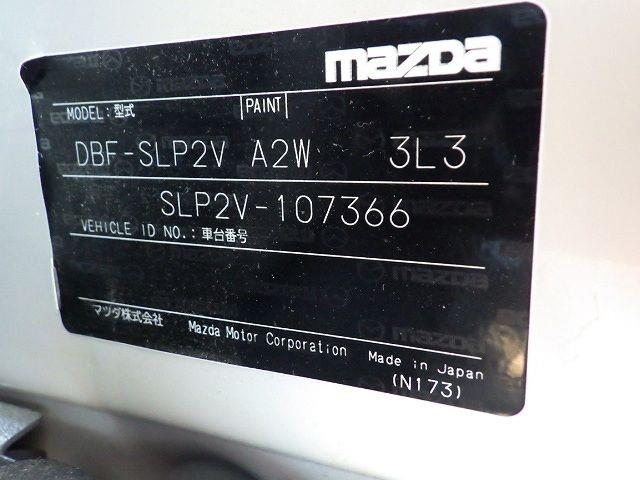 mazda
MODEL:型式 PAINT
DBF-SLP2V A2W 3L3
SLP2V-107366
VEHICLE ID NO.:車台番号
マツダ株式会社 Mazda Motor Corporation Made in Japan
(N173)